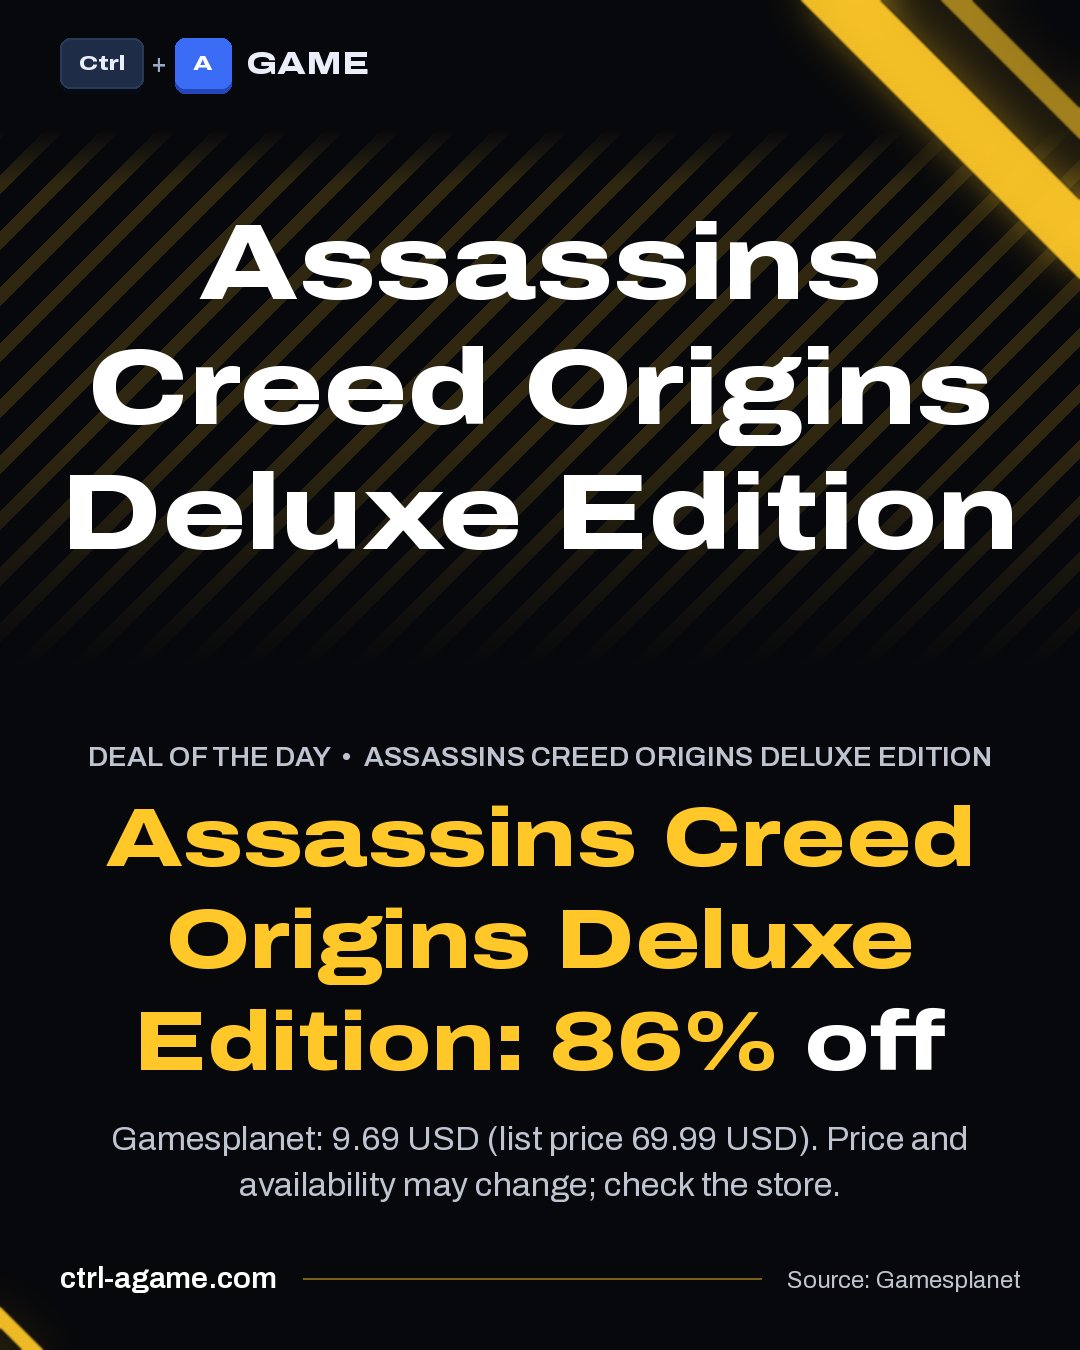 Ctrl + A GAME
Assassins
Creed Origins
Deluxe Edition
DEAL OF THE DAY • ASSASSINS CREED ORIGINS DELUXE EDITION
Assassins Creed
Origins Deluxe
Edition: 86% off
Gamesplanet: 9.69 USD (list price 69.99 USD). Price and
availability may change; check the store.
ctrl-agame.com
Source: Gamesplanet